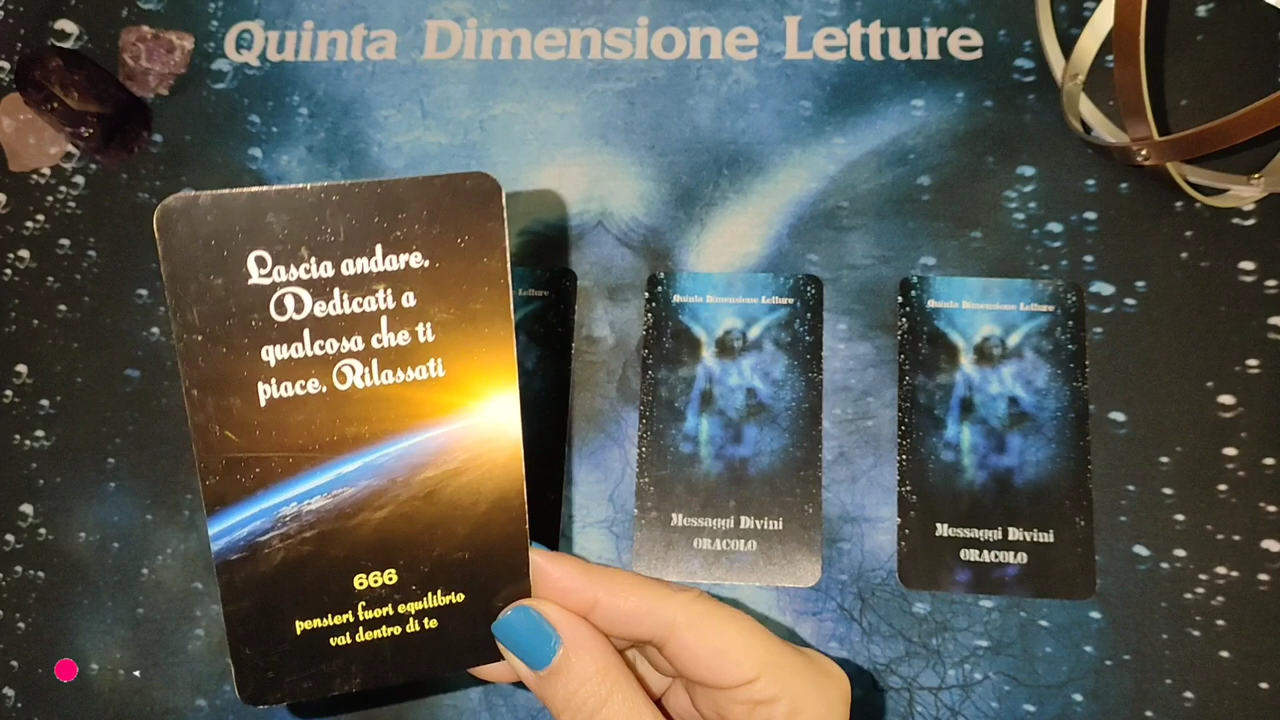 Quinta Dimensione Letture
Lascia andare.
Dedicati a
qualcosa che ti
piace. Rilassati
666
pensieri fuori equilibrio
vai dentro di te
Letture
Quinta Dimensione Letture
Messaggi Divini
ORACOLO
Quinta Dimensione Letture
Messaggi Divini
ORACOLO